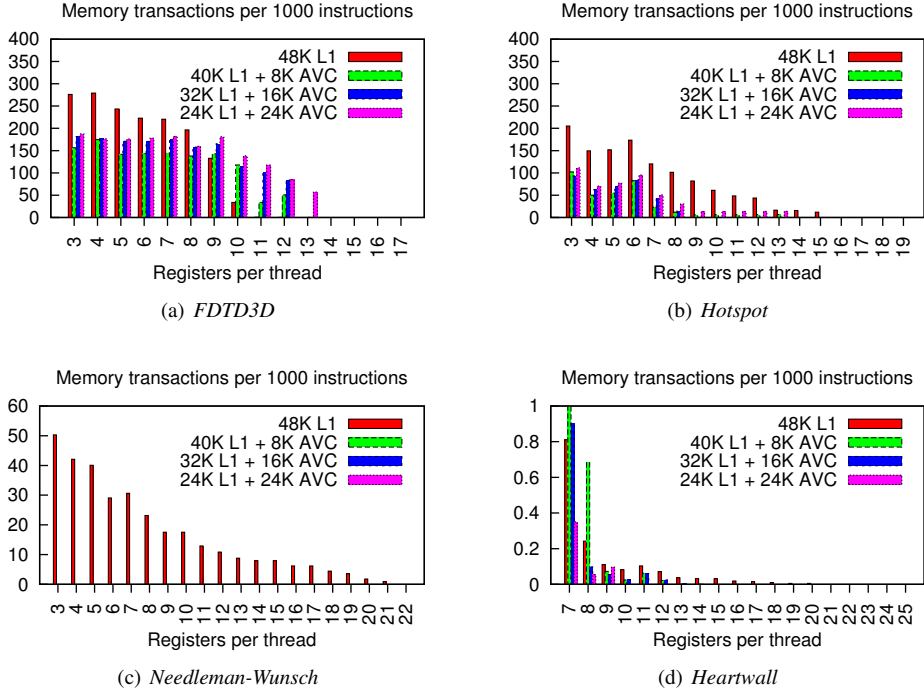 Memory transactions per 1000 instructions
400
350
300
250
200
150
100
50
0
48K L1
40K L1 + 8K AVC
32K L1 + 16K AVC
24K L1 + 24K AVC
3 4 5 6 7 8 9 10 11 12 13 14 15 16 17
Registers per thread
(a) FDTD3D
Memory transactions per 1000 instructions
400
350
300
250
200
150
100
50
0
48K L1
40K L1 + 8K AVC
32K L1 + 16K AVC
24K L1 + 24K AVC
3 4 5 6 7 8 9 10 11 12 13 14 15 16 17 18 19
Registers per thread
(b) Hotspot
Memory transactions per 1000 instructions
60
50
40
30
20
10
0
48K L1
40K L1 + 8K AVC
32K L1 + 16K AVC
24K L1 + 24K AVC
3 4 5 6 7 8 9 10 11 12 13 14 15 16 17 18 19 20 21 22
Registers per thread
(c) Needleman-Wunsch
Memory transactions per 1000 instructions
1
0.8
0.6
0.4
0.2
0
48K L1
40K L1 + 8K AVC
32K L1 + 16K AVC
24K L1 + 24K AVC
7 8 9 10 11 12 13 14 15 16 17 18 19 20 21 22 23 24 25
Registers per thread
(d) Heartwall